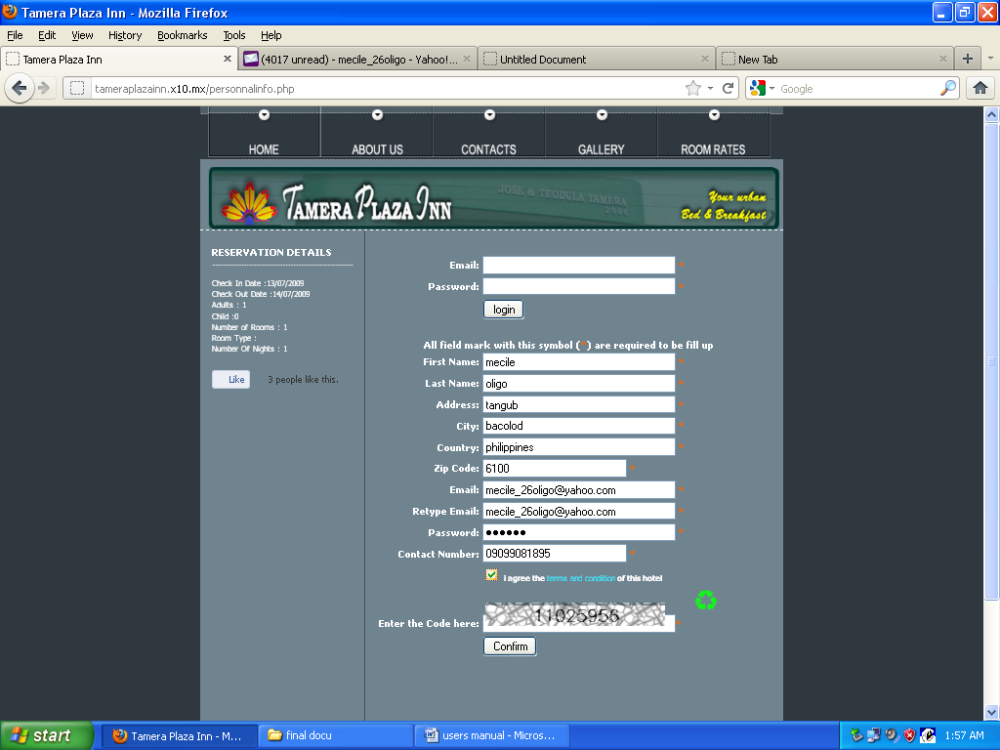 Tamera Plaza Inn - Mozilla Firefox
File Edit View History Bookmarks Tools Help
Tamera Plaza Inn
(4017 unread) - mecile_26oligo - Yahoo!...
Untitled Document
New Tab
tameraplazainn.x10.mx/personnalinfo.php
Google
HOME ABOUT US CONTACTS GALLERY ROOM RATES
TAMERA PLAZA INN
JOSE & TEODULA TAMERA
2006
Your urban
Bed & Breakfast
RESERVATION DETAILS
Check In Date :13/07/2009
Check Out Date :14/07/2009
Adults : 1
Child :0
Number of Rooms : 1
Room Type :
Number Of Nights : 1
Like 3 people like this.
Email: *
Password: *
login
All field mark with this symbol ( ) are required to be fill up
First Name: mecile
Last Name: oligo
Address: tangub
City: bacolod *
Country: philippines *
Zip Code: 6100 *
Email: mecile_26oligo@yahoo.com *
Retype Email: mecile_26oligo@yahoo.com *
Password: ••••••
Contact Number: 09099081895
i agree the terms and condition of this hotel
11025956
Enter the Code here: *
Confirm
start
Tamera Plaza Inn - M...
final docu
users manual - Micros...
1:57 AM